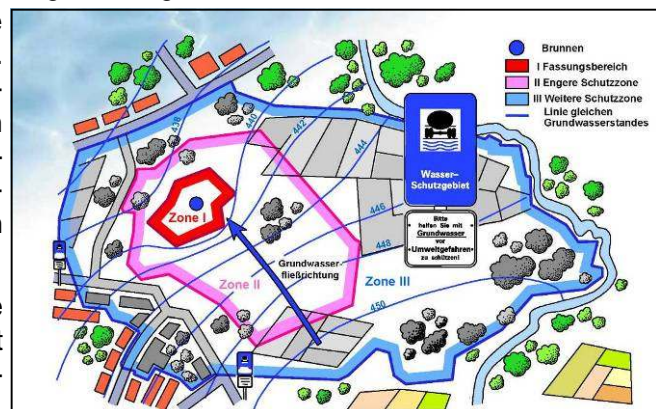 Brunnen
I Fassungsbereich
II Engere Schutzzone
III Weitere Schutzzone
Linie gleichen
Grundwasserstandes
438
440
442
444
446
448
450
Wasser-
Schutzgebiet
Bitte
helfen Sie mit
Grundwasser
vor
Umweltgefahren
zu schützen!
Zone I
Grundwasser-
fließrichtung
Zone II
Zone III